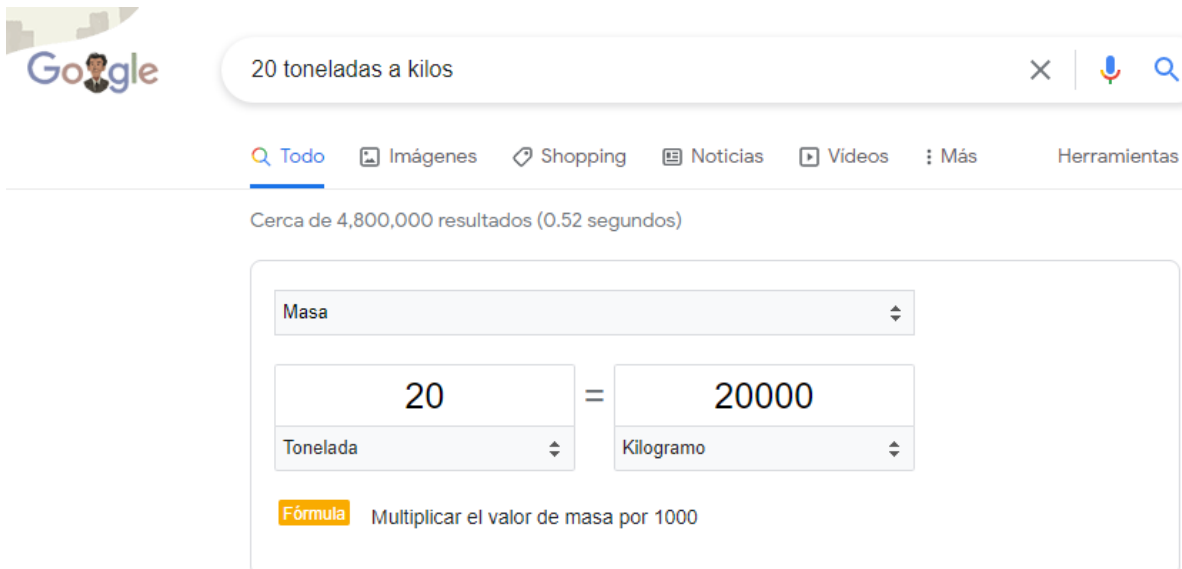 Google
20 toneladas a kilos
Todo Imágenes Shopping Noticias Vídeos Más Herramientas
Cerca de 4,800,000 resultados (0.52 segundos)
Masa
20 = 20000
Tonelada Kilogramo
Fórmula Multiplicar el valor de masa por 1000